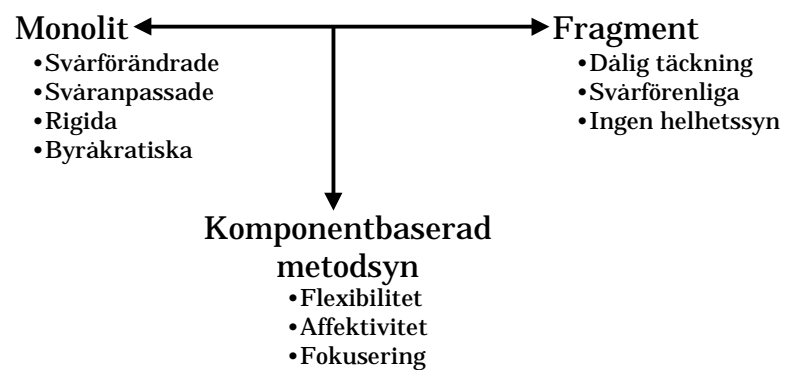 Monolit
•Svårförändrade
•Svåranpassade
•Rigida
•Byråkratiska
Fragment
•Dålig täckning
•Svårförenliga
•Ingen helhetssyn
Komponentbaserad
metodsyn
•Flexibilitet
•Affektivitet
•Fokusering